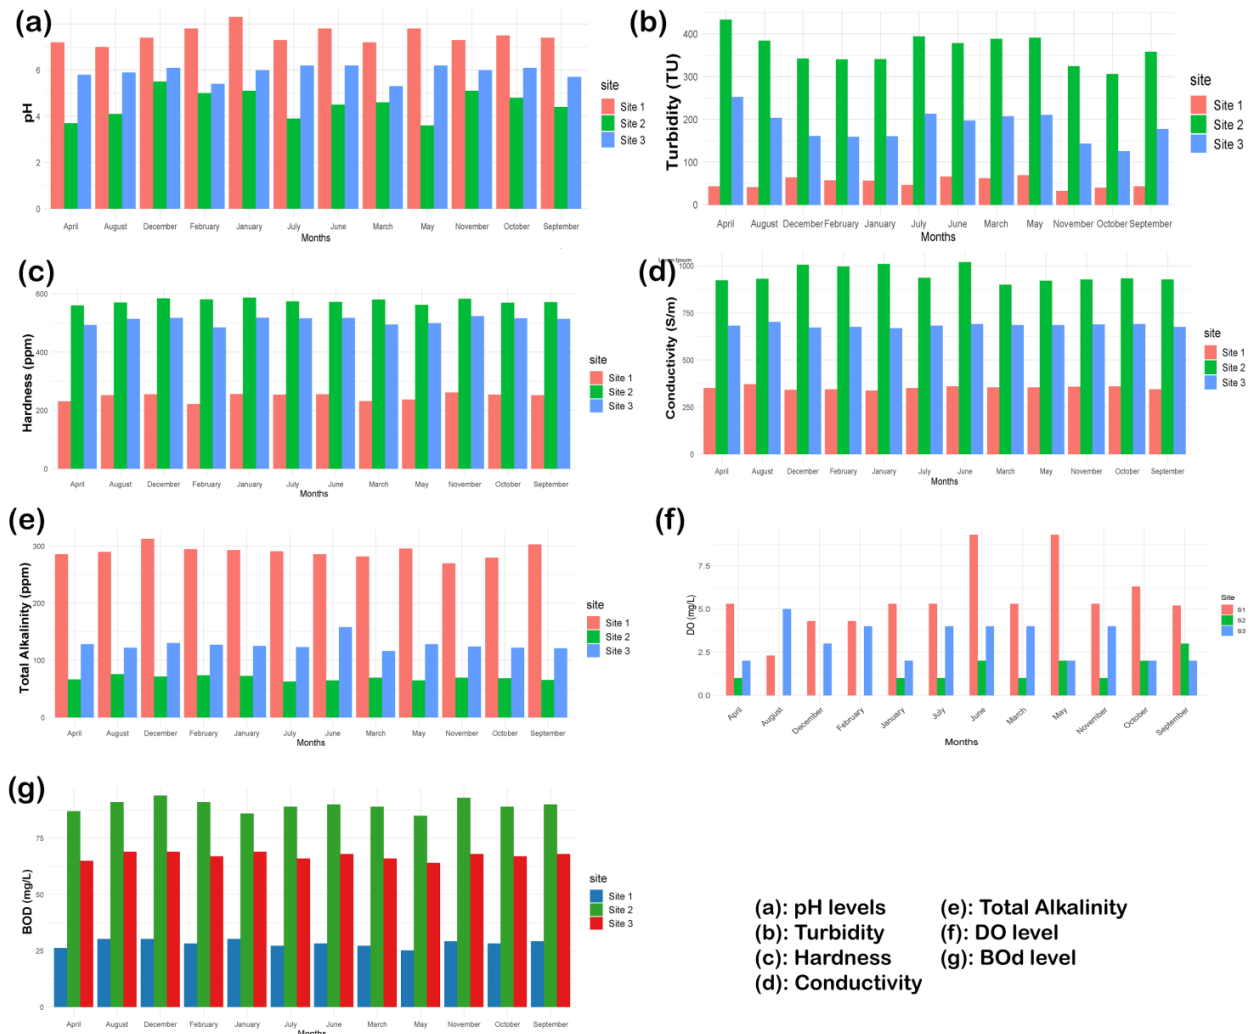 (a)
pH
6
4
2
0
April August December February January July June March May November October September
Months
site
Site 1
Site 2
Site 3
(b)
Turbidity (TU)
400
300
200
100
0
April August December February January July June March May November October September
Months
site
Site 1
Site 2
Site 3
(c)
Hardness (ppm)
600
400
200
0
April August December February January July June March May November October September
Months
site
Site 1
Site 2
Site 3
(d)
Lorem Ipsum
Conductivity (S/m)
1000
750
500
250
0
April August December February January July June March May November October September
Months
site
Site 1
Site 2
Site 3
(e)
Total Alkalinity (ppm)
300
200
100
0
April August December February January July June March May November October September
Months
site
Site 1
Site 2
Site 3
(f)
DO (mg/L)
7.5
5.0
2.5
0.0
April August December February January July June March May November October September
Months
Site
S1
S2
S3
(g)
BOD (mg/L)
75
50
25
0
April August December February January July June March May November October September
Months
site
Site 1
Site 2
Site 3
(a): pH levels
(b): Turbidity
(c): Hardness
(d): Conductivity
(e): Total Alkalinity
(f): DO level
(g): BOd level